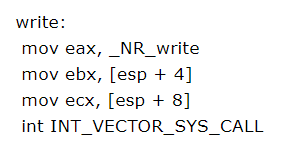 write:
mov eax, _NR_write
mov ebx, [esp + 4]
mov ecx, [esp + 8]
int INT_VECTOR_SYS_CALL